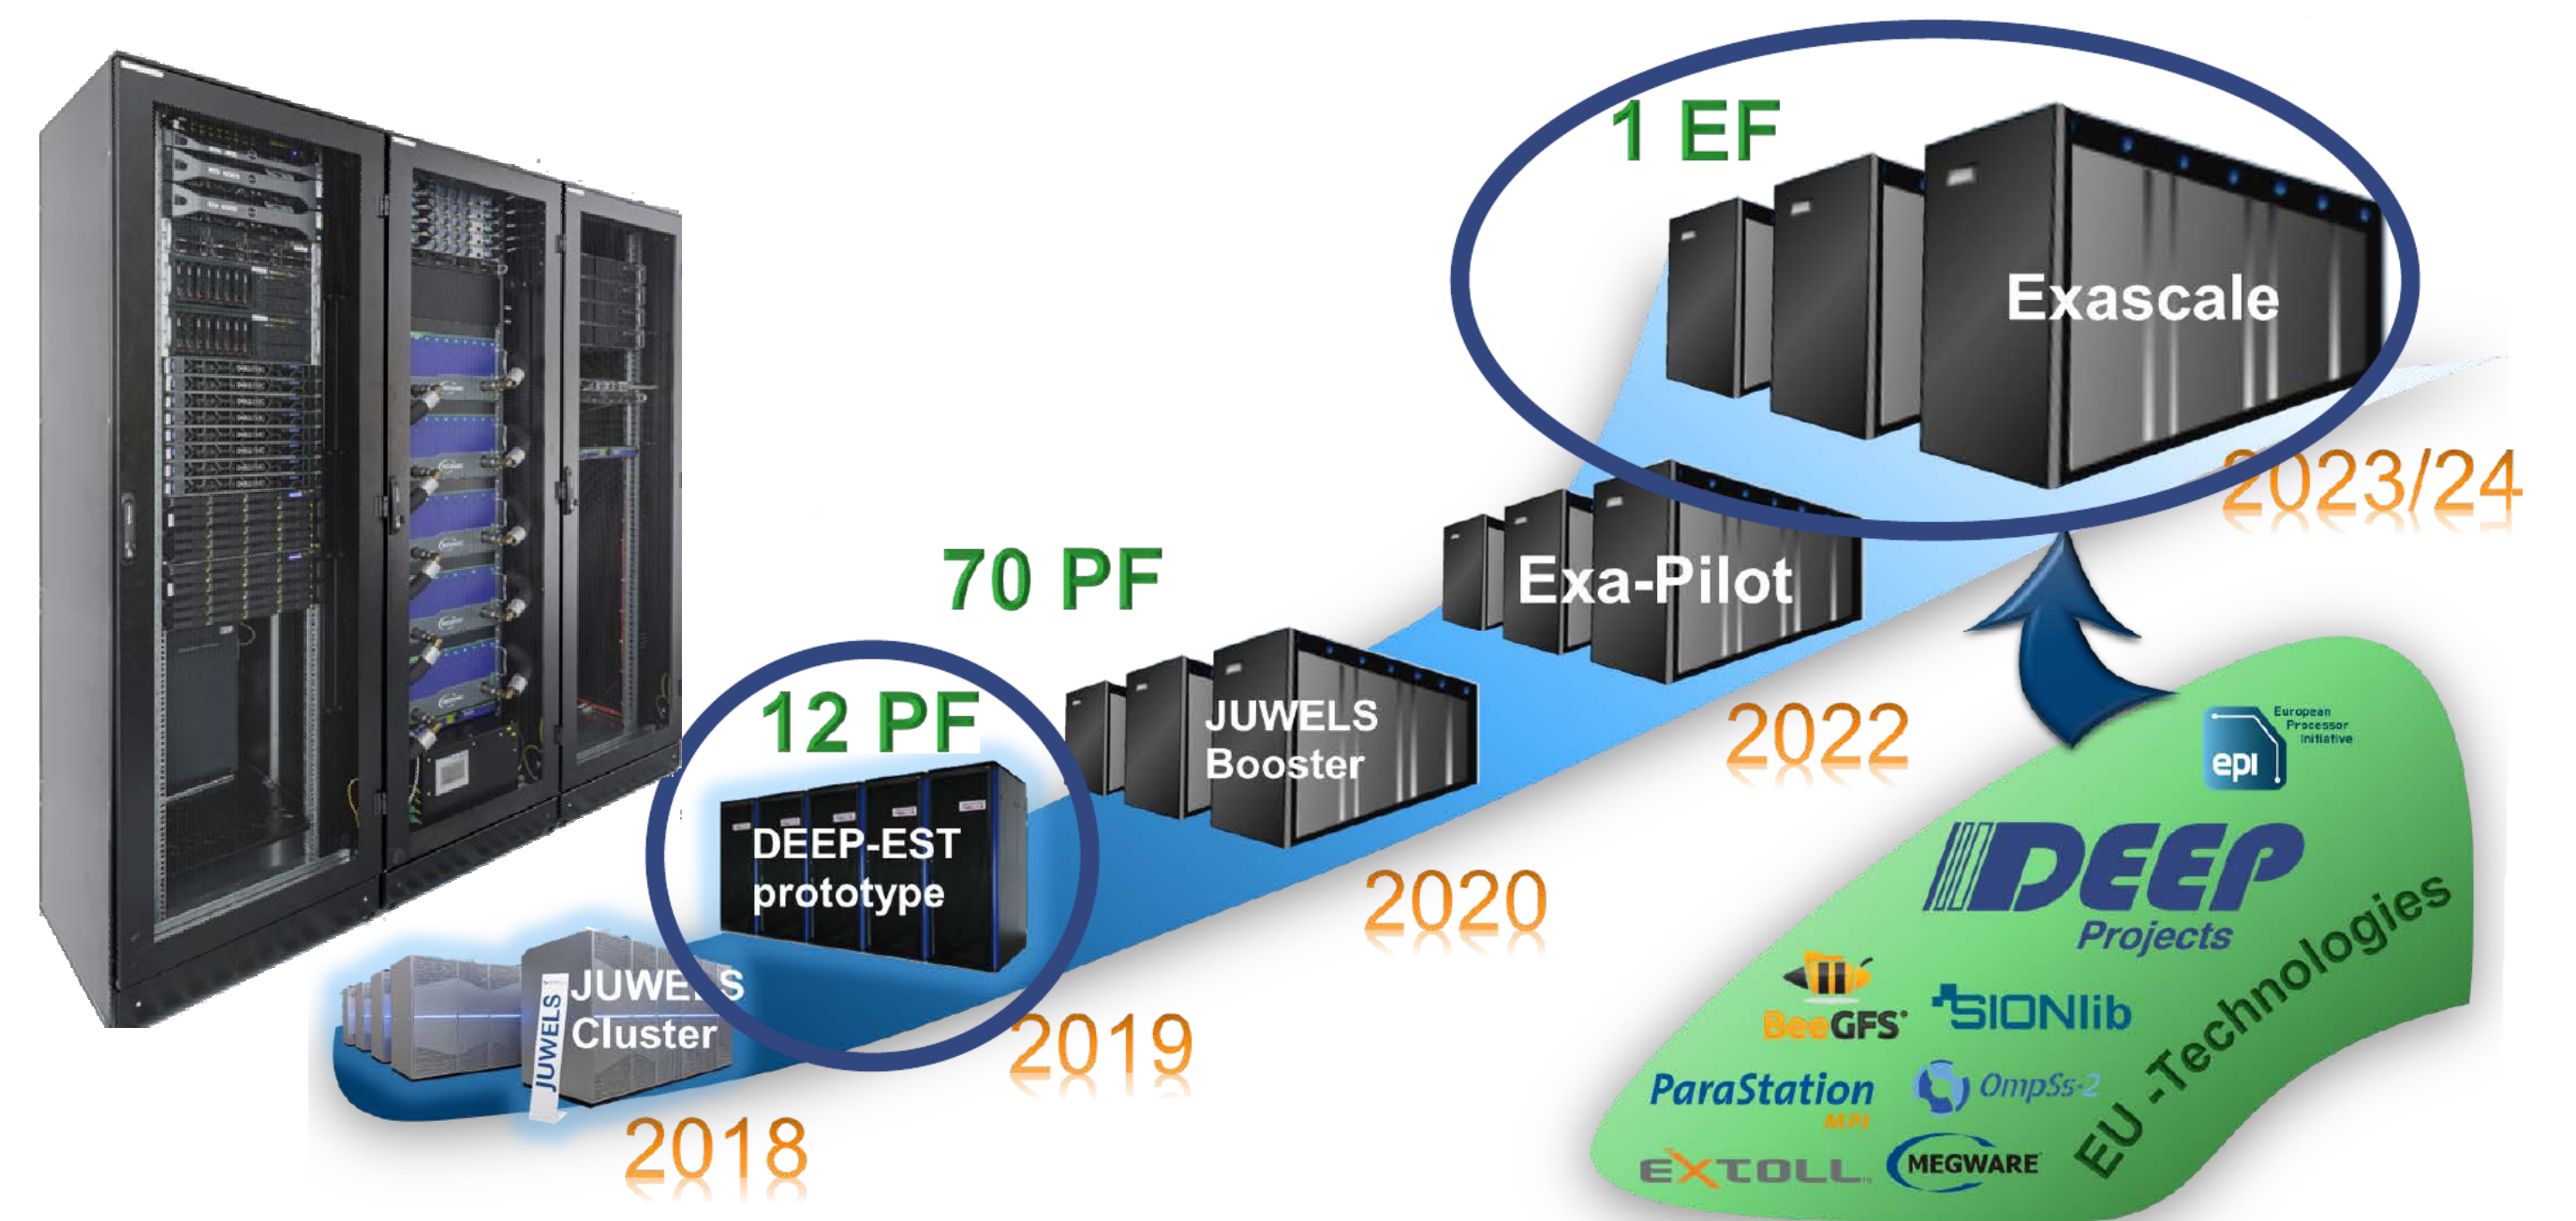 1 EF
Exascale
2023/24
70 PF
Exa-Pilot
2022
12 PF
JUWELS
Booster
2020
DEEP-EST
prototype
2019
JUWELS
Cluster
JUWELS
2018
European
Processor
Initiative
epi
DEEP
Projects
EU -Technologies
BeeGFS®
SIONlib
ParaStation
MPI
OmpSs-2
EXTOLL
MEGWARE